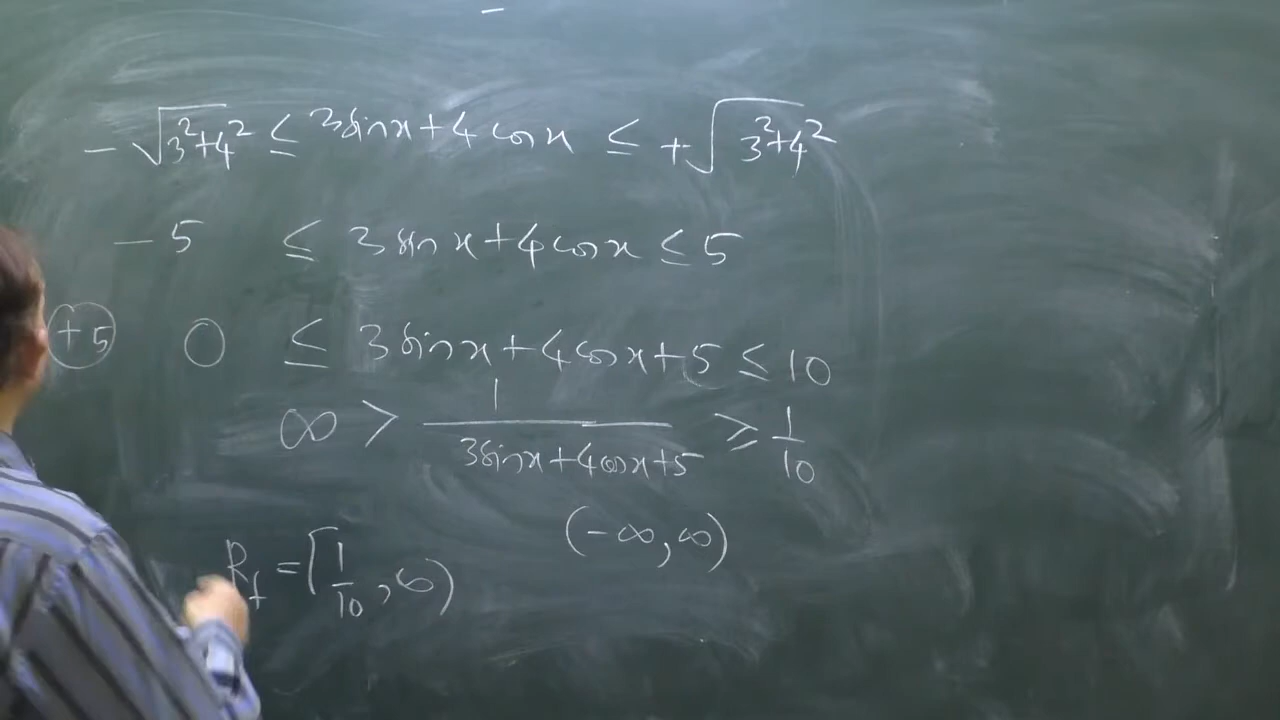 - √3²+4² ≤ 3sinx+4cosx ≤ +√3²+4²
-5 ≤ 3sinx+4cosx ≤ 5
+5 0 ≤ 3sinx+4cosx+5 ≤ 10
∞ > 1/(3sinx+4cosx+5) ≥ 1/10
(-∞,∞)
Rf = [1/10, ∞)